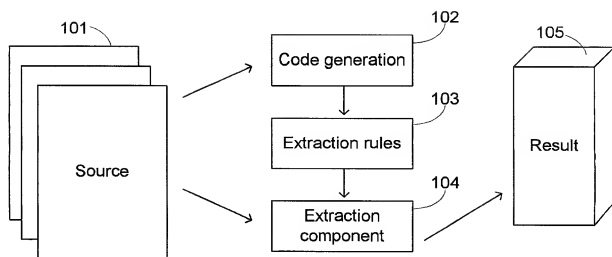 101
Source
102
Code generation
103
Extraction rules
104
Extraction
component
105
Result